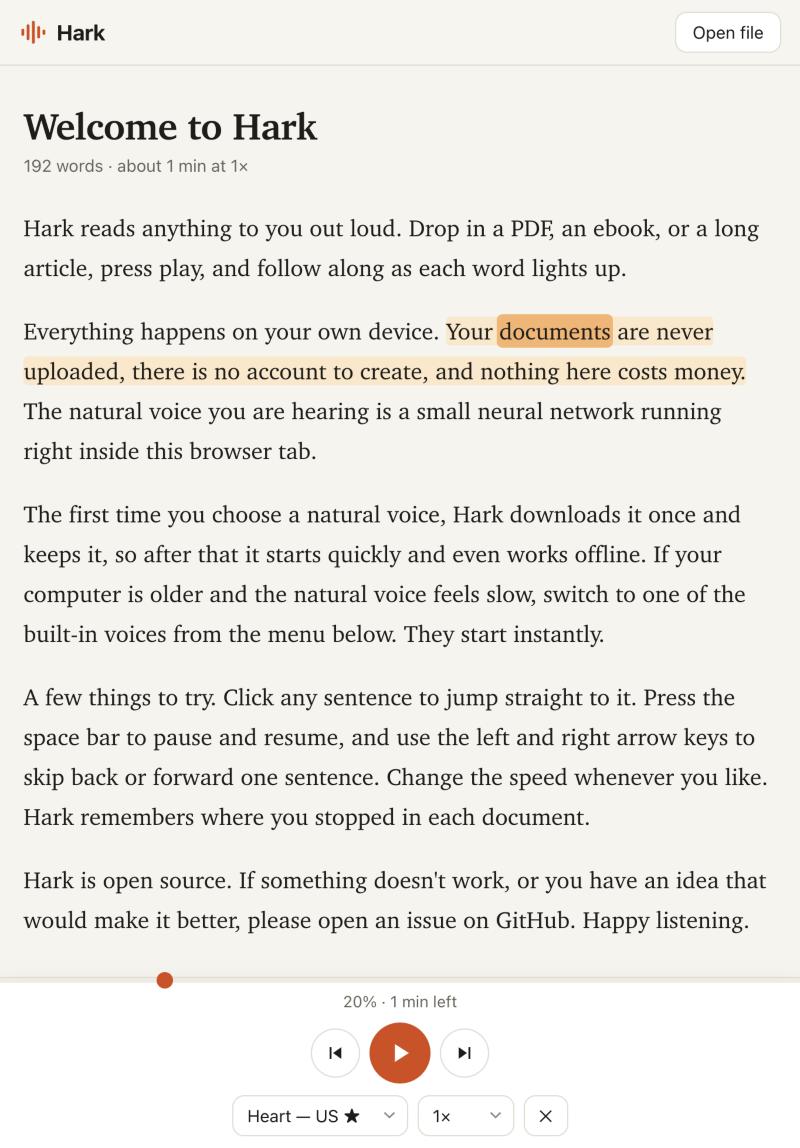 Hark
Open file
Welcome to Hark
192 words · about 1 min at 1×
Hark reads anything to you out loud. Drop in a PDF, an ebook, or a long
article, press play, and follow along as each word lights up.
Everything happens on your own device. Your documents are never
uploaded, there is no account to create, and nothing here costs money.
The natural voice you are hearing is a small neural network running
right inside this browser tab.
The first time you choose a natural voice, Hark downloads it once and
keeps it, so after that it starts quickly and even works offline. If your
computer is older and the natural voice feels slow, switch to one of the
built-in voices from the menu below. They start instantly.
A few things to try. Click any sentence to jump straight to it. Press the
space bar to pause and resume, and use the left and right arrow keys to
skip back or forward one sentence. Change the speed whenever you like.
Hark remembers where you stopped in each document.
Hark is open source. If something doesn't work, or you have an idea that
would make it better, please open an issue on GitHub. Happy listening.
20% · 1 min left
Heart — US ★
1×